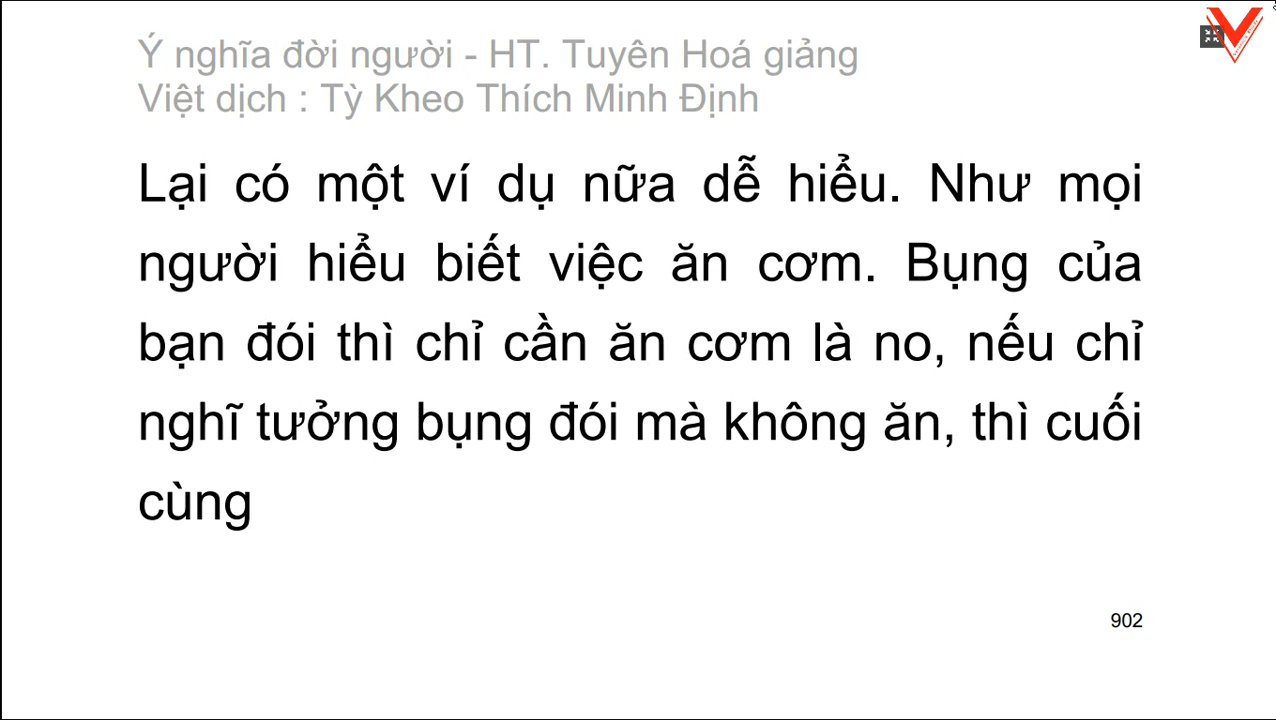 Ý nghĩa đời người - HT. Tuyên Hoá giảng
Việt dịch : Tỳ Kheo Thích Minh Định
Lại có một ví dụ nữa dễ hiểu. Như mọi
người hiểu biết việc ăn cơm. Bụng của
bạn đói thì chỉ cần ăn cơm là no, nếu chỉ
nghĩ tưởng bụng đói mà không ăn, thì cuối
cùng
902